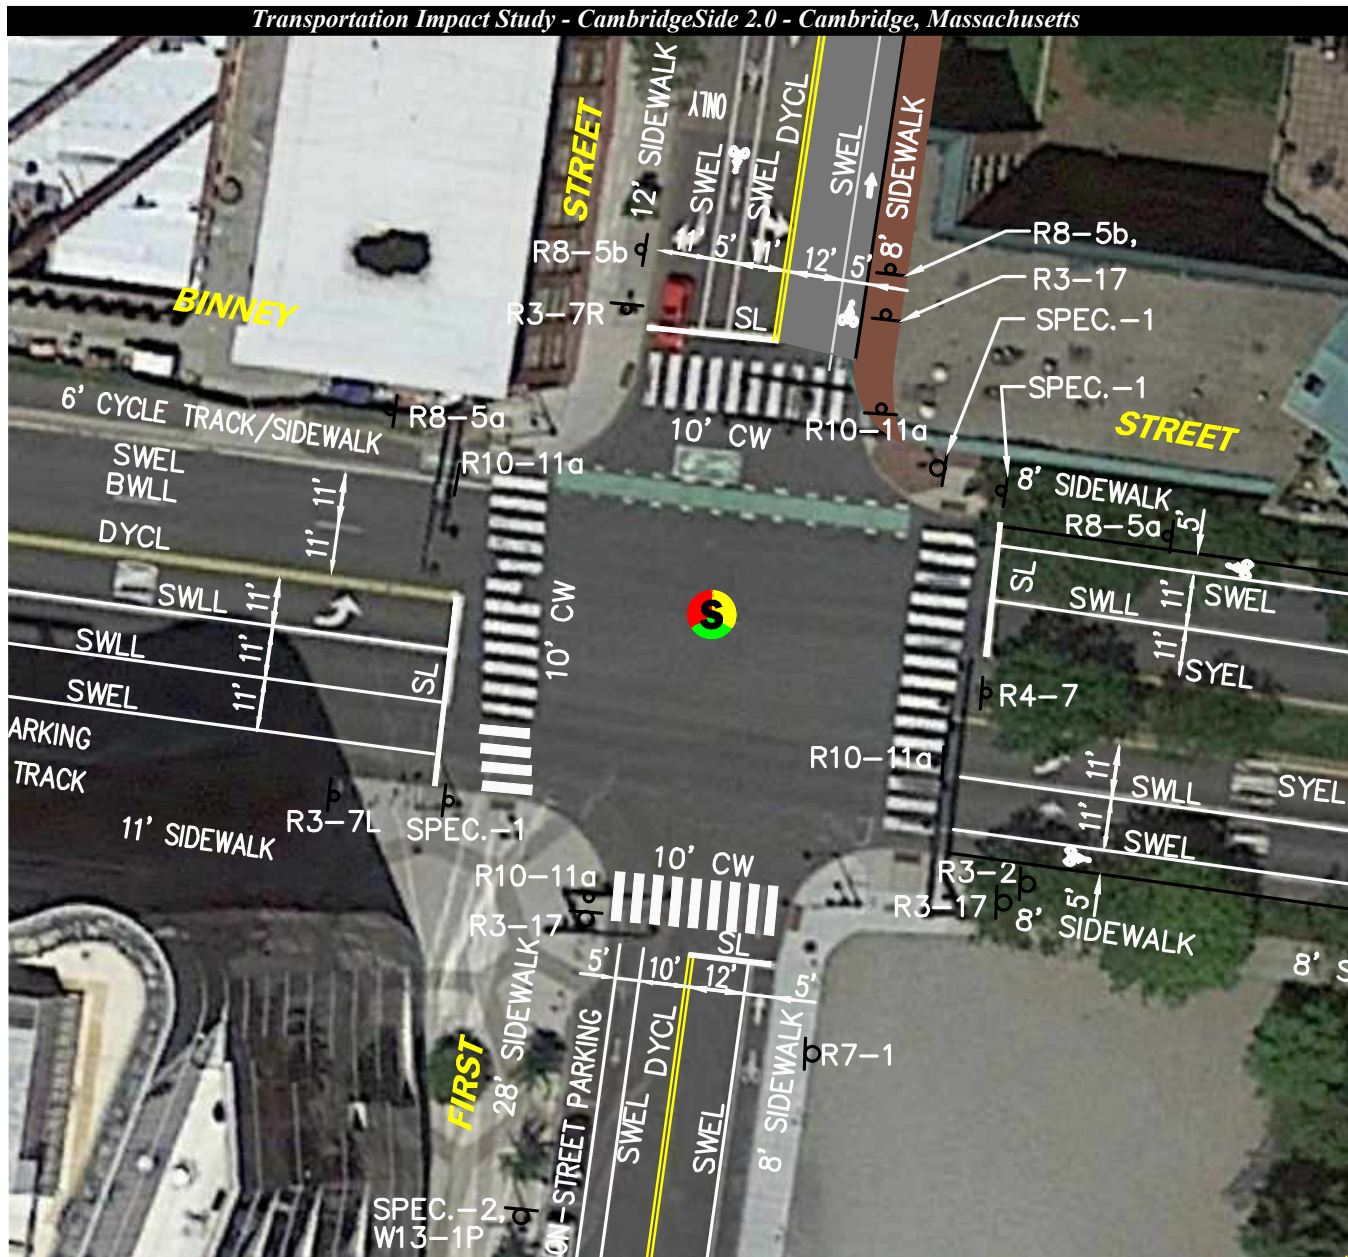 Transportation Impact Study - CambridgeSide 2.0 - Cambridge, Massachusetts
12' SIDEWALK
ONLY
SWEL
SWEL
DYCL
SWEL
8' SIDEWALK
STREET
R8-5b
11'
5'
11'
12'
5'
R8-5b,
R3-17
SPEC.-1
SPEC.-1
R3-7R
SL
BINNEY
STREET
6' CYCLE TRACK/SIDEWALK
R8-5a
10' CW
R10-11a
R10-11a
SWEL
BWLL
DYCL
11'
11'
8' SIDEWALK
R8-5a
5'
SL
SWLL
11'
SWEL
11'
SYEL
S
SWLL
11'
SWLL
11'
SWEL
11'
SL
10' CW
R4-7
R10-11a
ARKING
TRACK
11' SIDEWALK
R3-7L
SPEC.-1
11'
SWLL
SYEL
11'
SWEL
10' CW
R10-11a
R3-17
R3-2
R3-17
5'
8' SIDEWALK
8' S
SL
5'
10'
12'
5'
28' SIDEWALK
FIRST
ON-STREET PARKING
SWEL
DYCL
SWEL
8' SIDEWALK
R7-1
SPEC.-2,
W13-1P